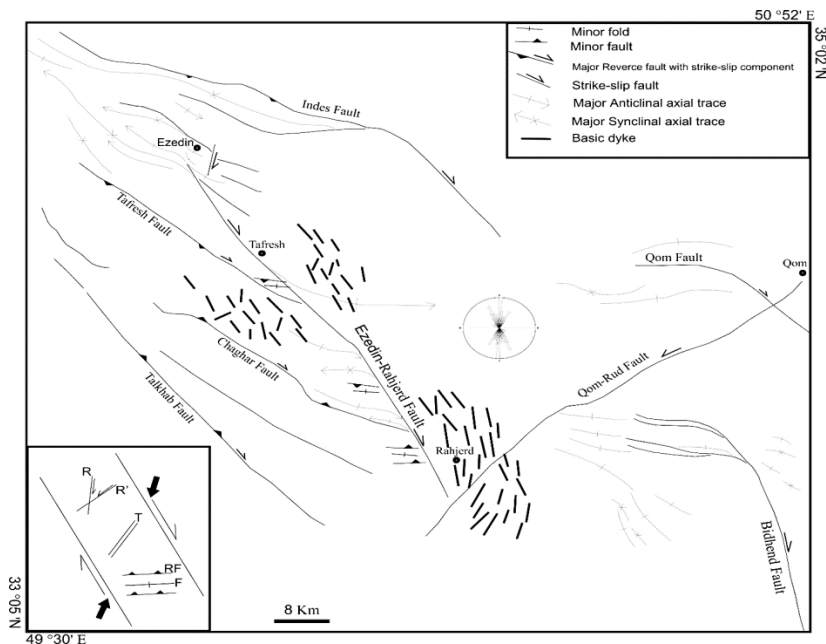 50 °52' E
35 °02 'N
Minor fold
Minor fault
Major Reverce fault with strike-slip component
Strike-slip fault
Major Anticlinal axial trace
Major Synclinal axial trace
Basic dyke
Indes Fault
Ezedin
Tafresh Fault
Tafresh
Qom
Qom Fault
Chaghar Fault
Ezedin-Rahjerd Fault
Qom-Rud Fault
Talkhab Fault
Rahjerd
Bidhend Fault
R
R'
T
RF
F
8 Km
33 °05 'N
49 °30' E